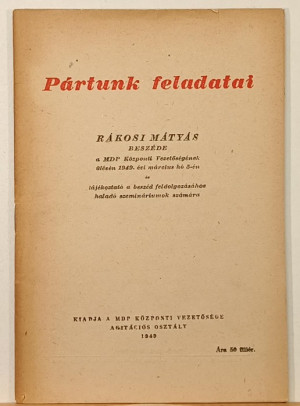 Pártunk feladatai
RÁKOSI MÁTYÁS
BESZÉDE
a MDP Központi Vezetőségének
ülésén 1949. évi március hó 5-én
és
tájékoztató a beszéd feldolgozásához
haladó szemináriumok számára
KIADJA A MDP KÖZPONTI VEZETŐSÉGE
AGITÁCIÓS OSZTÁLY
1949
Ára 50 fillér.